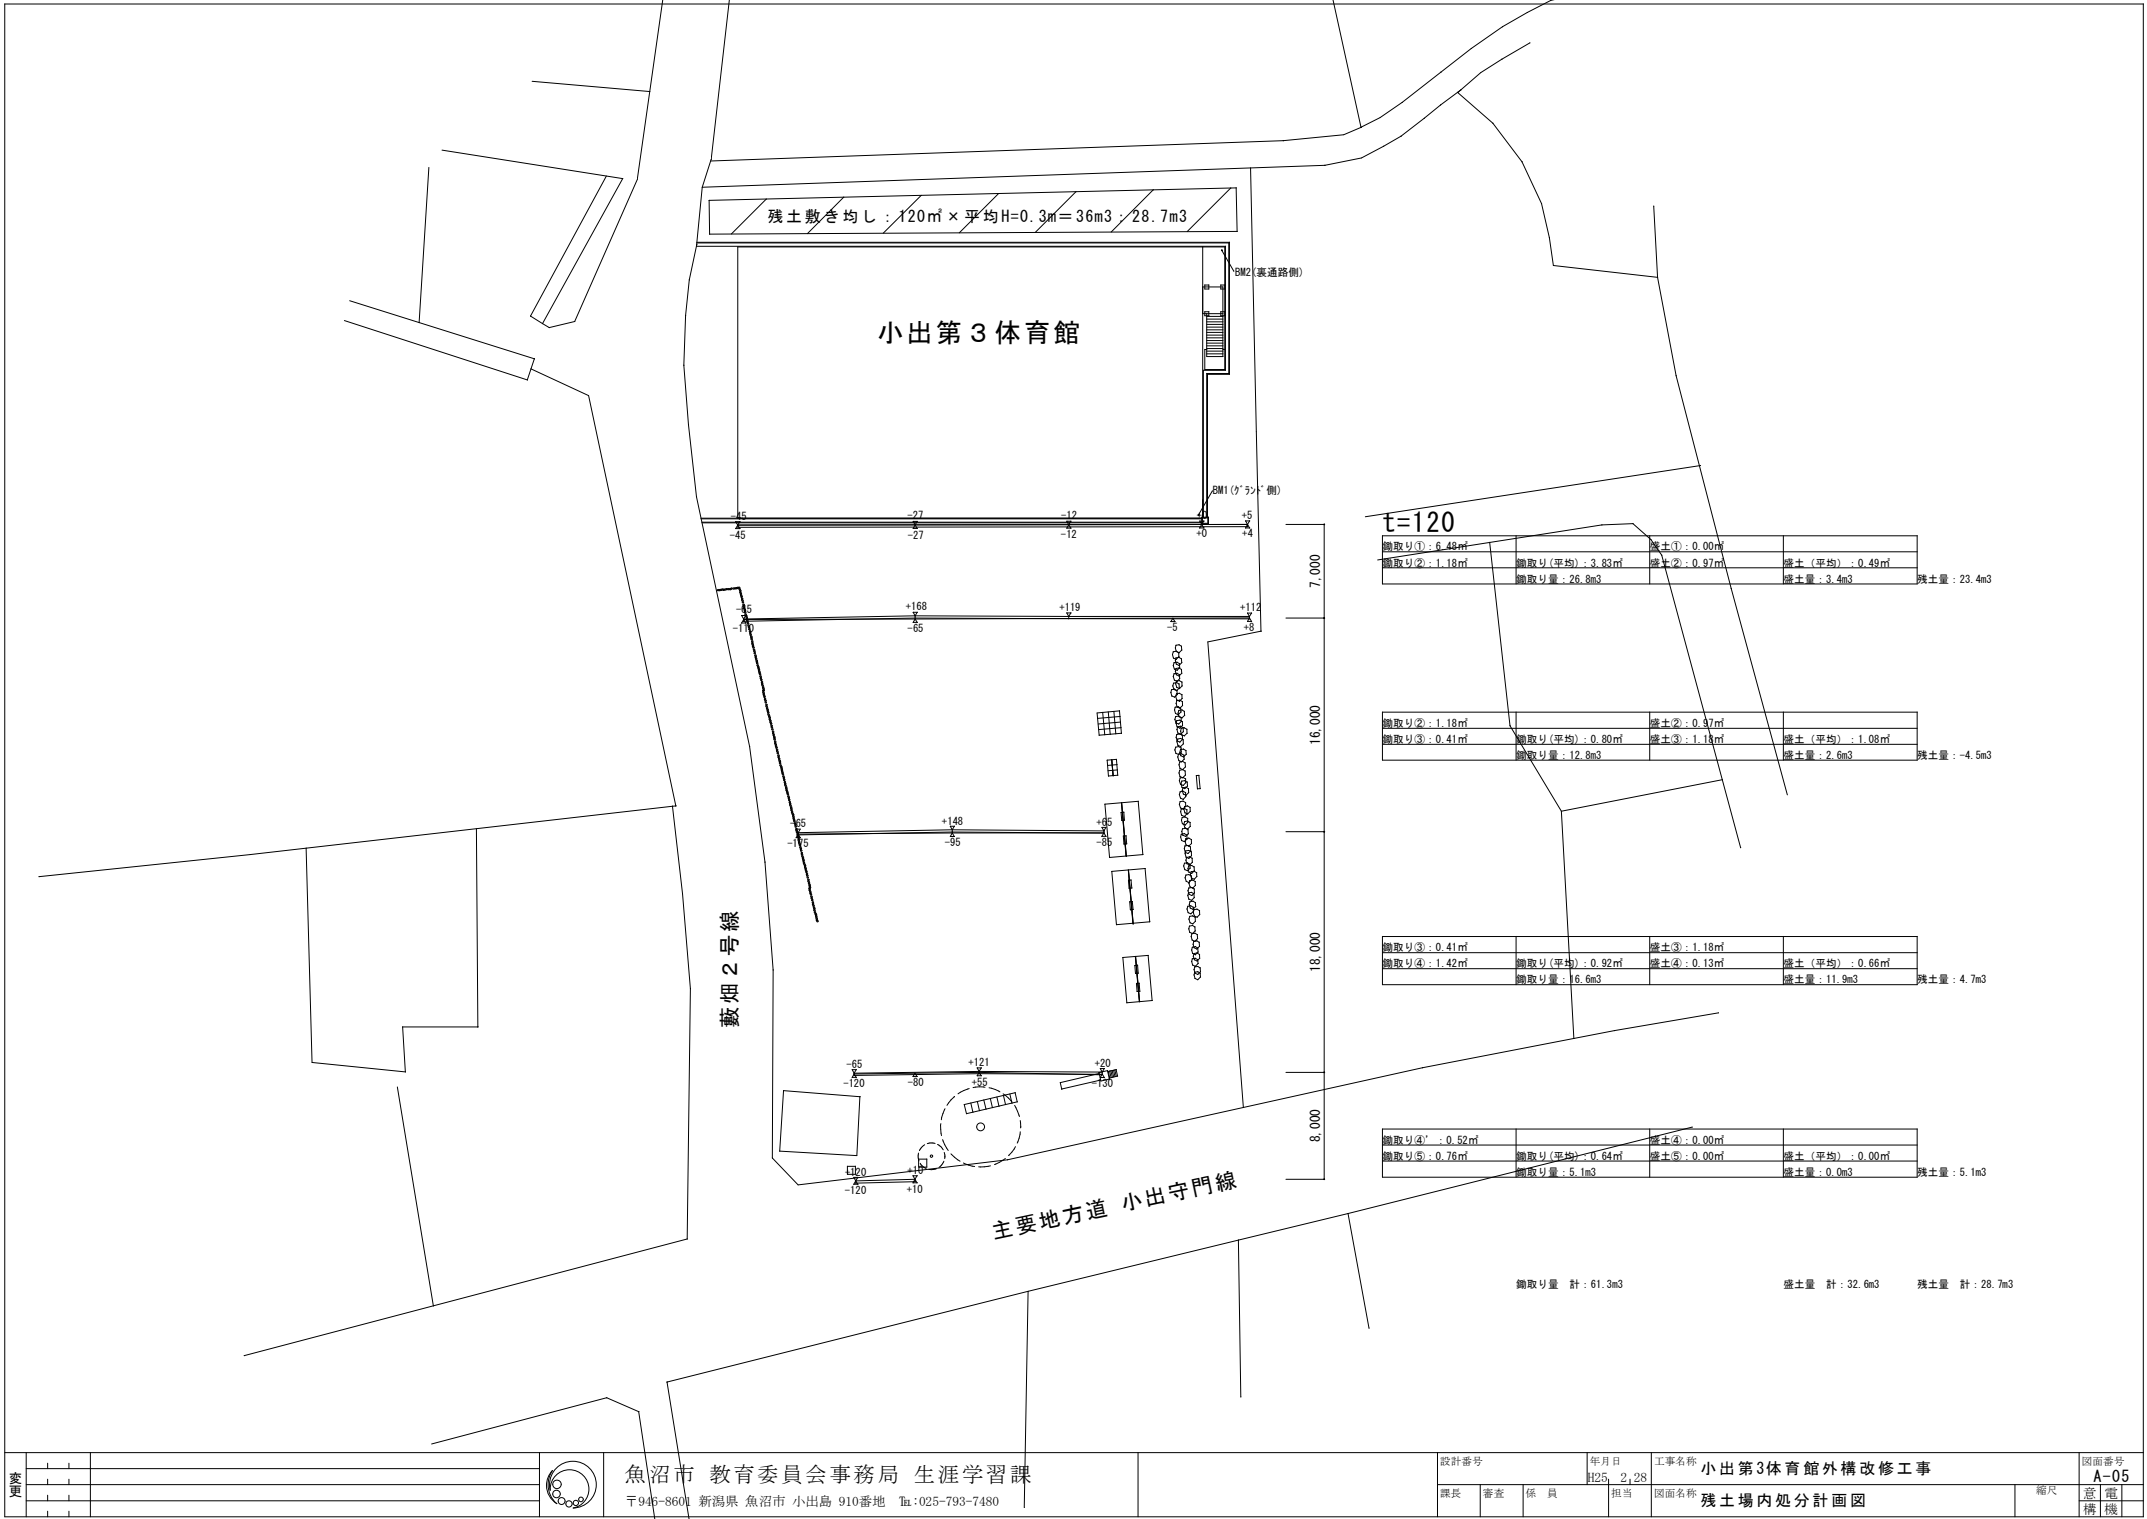 残土敷き均し：120㎡×平均H=0.3m＝36m3：28.7m3
BM2(裏通路側)
小出第３体育館
BM1(ｸﾞﾗﾝﾄﾞ側)
-45 -27 -12 +0 +5
-45 -27 -12 +0 +4
7,000
-65 +168 +119 +112
-110 -65 -5 +8
16,000
-65 +148 +65
-175 -95 -85
18,000
藪畑２号線
-65 +121 +20
-120 -80 +55 -130
8,000
-120 +10
-120 +10
主要地方道 小出守門線
t=120
鋤取り①：6.48㎡ 盛土①：0.00㎡
鋤取り②：1.18㎡ 鋤取り(平均)：3.83㎡ 盛土②：0.97㎡ 盛土（平均）：0.49㎡
鋤取り量：26.8m3 盛土量：3.4m3 残土量：23.4m3
鋤取り②：1.18㎡ 盛土②：0.97㎡
鋤取り③：0.41㎡ 鋤取り(平均)：0.80㎡ 盛土③：1.18㎡ 盛土（平均）：1.08㎡
鋤取り量：12.8m3 盛土量：2.6m3 残土量：-4.5m3
鋤取り③：0.41㎡ 盛土③：1.18㎡
鋤取り④：1.42㎡ 鋤取り(平均)：0.92㎡ 盛土④：0.13㎡ 盛土（平均）：0.66㎡
鋤取り量：16.6m3 盛土量：11.9m3 残土量：4.7m3
鋤取り④'：0.52㎡ 盛土④：0.00㎡
鋤取り⑤：0.76㎡ 鋤取り(平均)：0.64㎡ 盛土⑤：0.00㎡ 盛土（平均）：0.00㎡
鋤取り量：5.1m3 盛土量：0.0m3 残土量：5.1m3
鋤取り量　計：61.3m3 盛土量　計：32.6m3 残土量　計：28.7m3
変更
魚沼市 教育委員会事務局 生涯学習課
〒946-8601 新潟県 魚沼市 小出島 910番地 ℡:025-793-7480
設計番号
年月日
H25, 2,28
工事名称 小出第3体育館外構改修工事
図面番号
A-05
課長 審査 係 員 担当
図面名称 残土場内処分計画図
縮尺
意 電
構 機